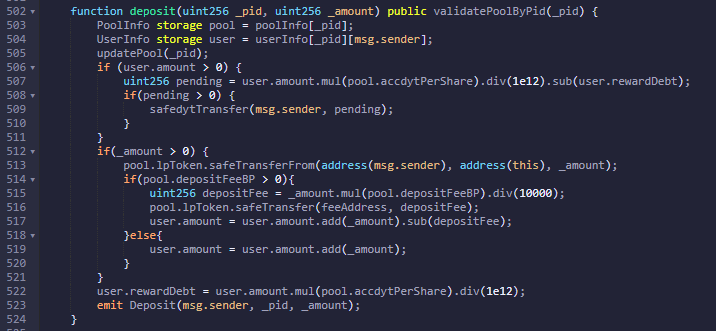 502 function deposit(uint256 _pid, uint256 _amount) public validatePoolByPid(_pid) {
503 PoolInfo storage pool = poolInfo[_pid];
504 UserInfo storage user = userInfo[_pid][msg.sender];
505 updatePool(_pid);
506 if (user.amount > 0) {
507 uint256 pending = user.amount.mul(pool.accdytPerShare).div(1e12).sub(user.rewardDebt);
508 if(pending > 0) {
509 safedytTransfer(msg.sender, pending);
510 }
511 }
512 if(_amount > 0) {
513 pool.lpToken.safeTransferFrom(address(msg.sender), address(this), _amount);
514 if(pool.depositFeeBP > 0){
515 uint256 depositFee = _amount.mul(pool.depositFeeBP).div(10000);
516 pool.lpToken.safeTransfer(feeAddress, depositFee);
517 user.amount = user.amount.add(_amount).sub(depositFee);
518 }else{
519 user.amount = user.amount.add(_amount);
520 }
521 }
522 user.rewardDebt = user.amount.mul(pool.accdytPerShare).div(1e12);
523 emit Deposit(msg.sender, _pid, _amount);
524 }